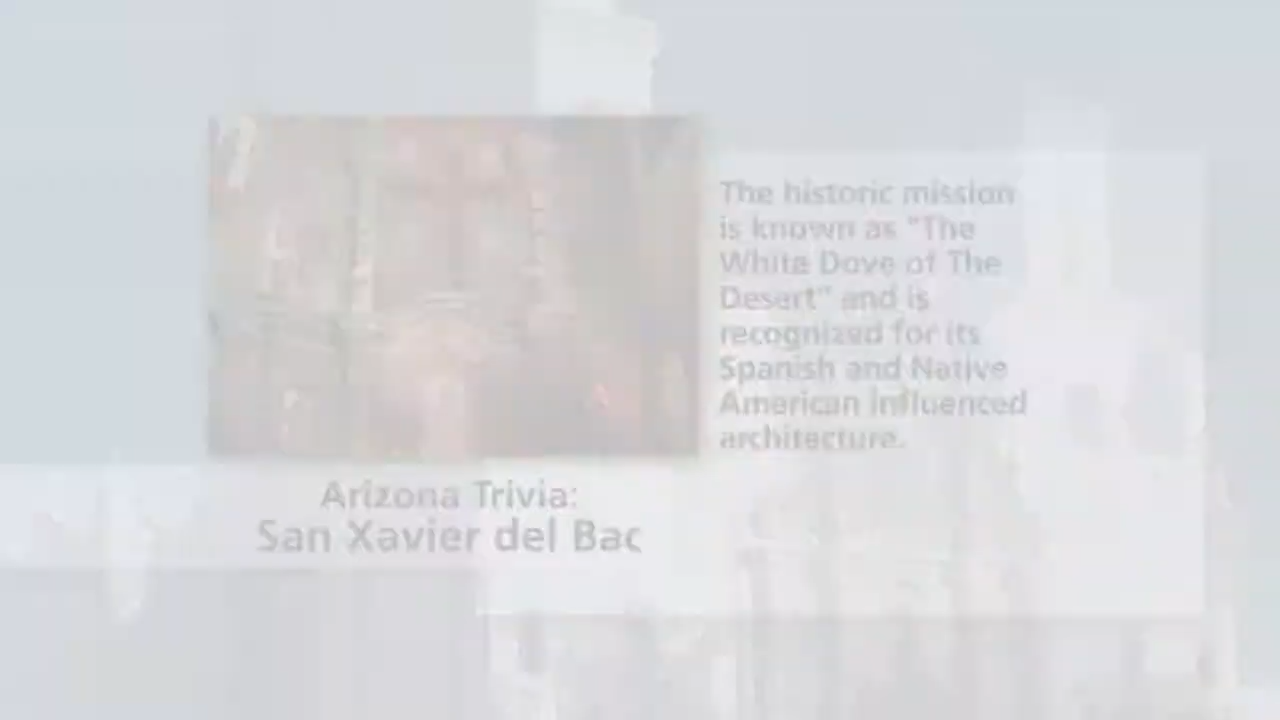 The historic mission
is known as "The
White Dove of The
Desert" and is
recognized for its
Spanish and Native
American influenced
architecture.
Arizona Trivia:
San Xavier del Bac